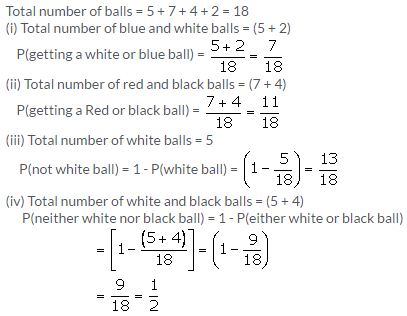 Total number of balls = 5 + 7 + 4 + 2 = 18
(i) Total number of blue and white balls = (5 + 2)
P(getting a white or blue ball) = \frac{5+2}{18} = \frac{7}{18}
(ii) Total number of red and black balls = (7 + 4)
P(getting a Red or black ball) = \frac{7+4}{18} = \frac{11}{18}
(iii) Total number of white balls = 5
P(not white ball) = 1 - P(white ball) = \left(1 - \frac{5}{18}\right) = \frac{13}{18}
(iv) Total number of white and black balls = (5 + 4)
P(neither white nor black ball) = 1 - P(either white or black ball)
= \left[1 - \frac{(5+4)}{18}\right] = \left(1 - \frac{9}{18}\right)
= \frac{9}{18} = \frac{1}{2}